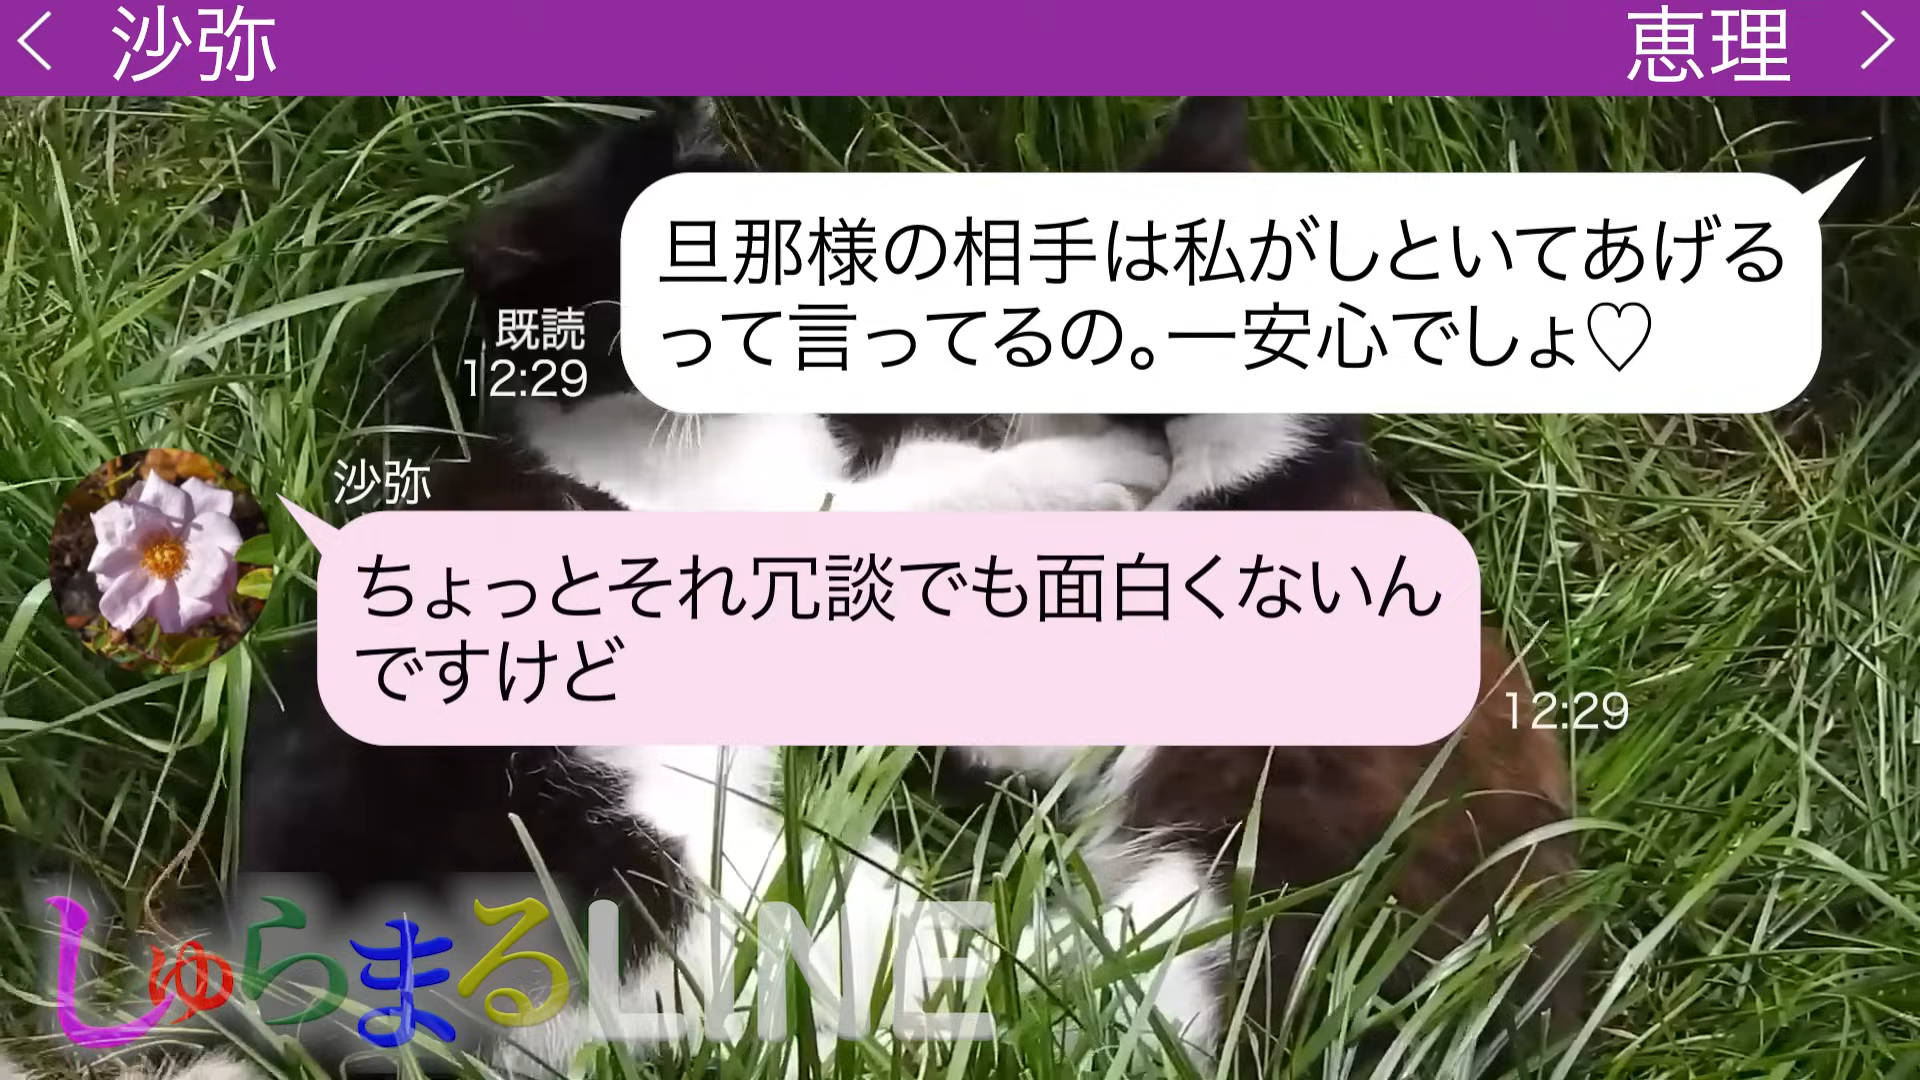 沙弥
恵理
旦那様の相手は私がしといてあげる
って言ってるの。一安心でしょ♡
既読
12:29
沙弥
ちょっとそれ冗談でも面白くないん
ですけど
12:29
しゅらまるLINE